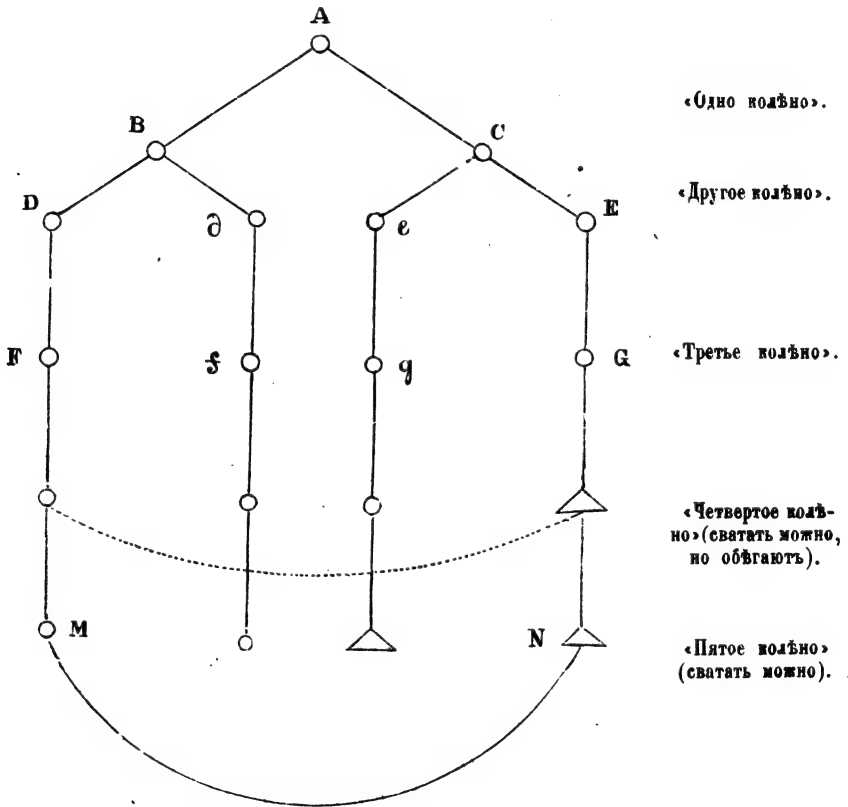 A
«Одно колѣно».
B
C
«Другое колѣно».
D
д
e
E
F
f
g
G
«Третье колѣно».
«Четвертое колѣ-
но» (сватать можно,
но обѣгаютъ).
M
N
«Пятое колѣно»
(сватать можно).